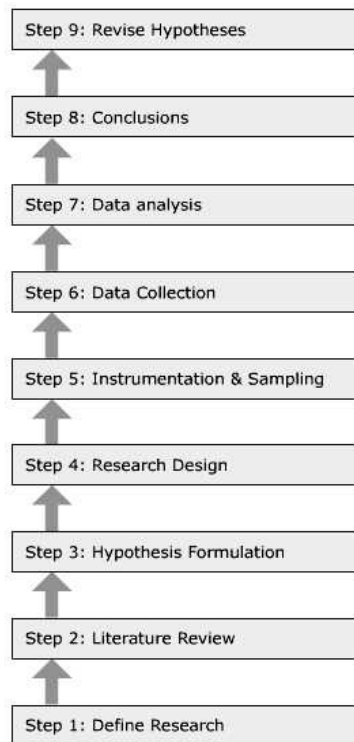 Step 9: Revise Hypotheses
Step 8: Conclusions
Step 7: Data analysis
Step 6: Data Collection
Step 5: Instrumentation & Sampling
Step 4: Research Design
Step 3: Hypothesis Formulation
Step 2: Literature Review
Step 1: Define Research